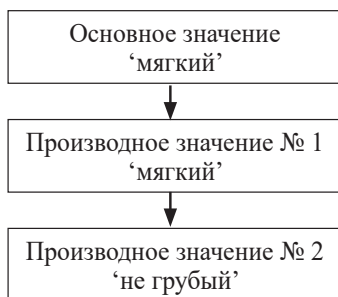 Основное значение
‘мягкий’
Производное значение № 1
‘мягкий’
Производное значение № 2
‘не грубый’